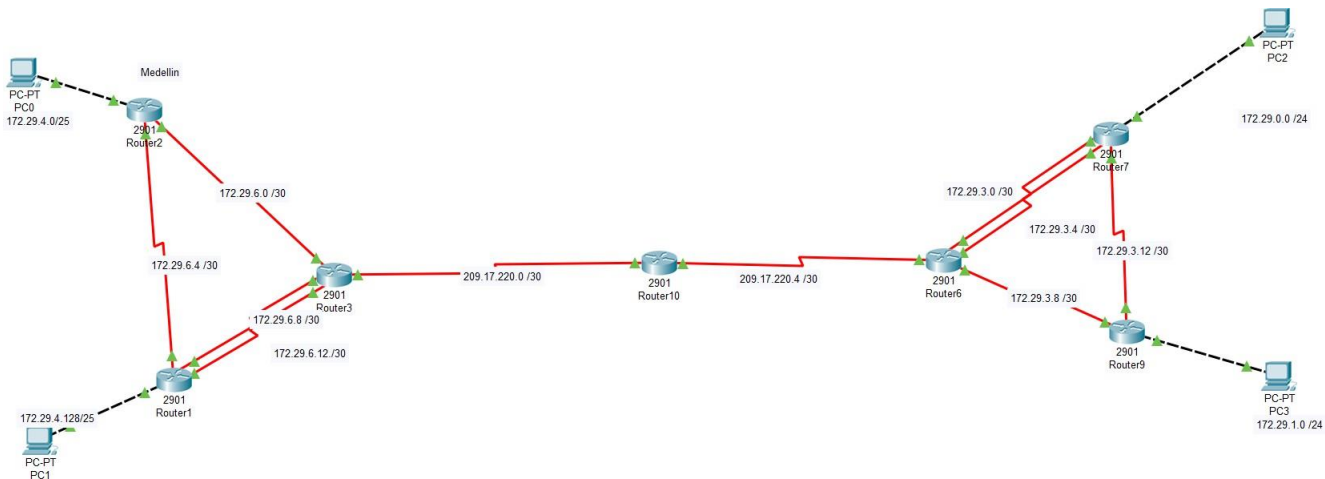 Medellin
PC-PT
PC0
172.29.4.0/25
2901
Router2
172.29.6.0 /30
172.29.6.4 /30
2901
Router3
172.29.6.8 /30
172.29.6.12 /30
2901
Router1
172.29.4.128/25
PC-PT
PC1
209.17.220.0 /30
2901
Router10
209.17.220.4 /30
PC-PT
PC2
172.29.0.0 /24
2901
Router7
172.29.3.0 /30
172.29.3.4 /30
172.29.3.12 /30
2901
Router6
172.29.3.8 /30
2901
Router9
PC-PT
PC3
172.29.1.0 /24